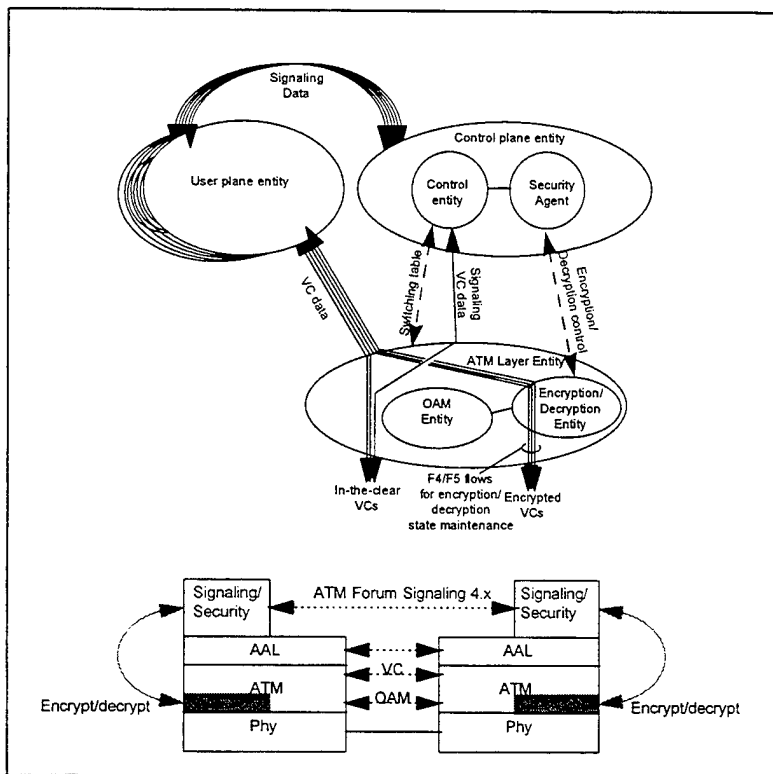 Signaling
Data
Control plane entity
User plane entity
Control
entity
Security
Agent
VC data
Switching table
Signaling
VC data
Encryption/
Decryption control
ATM Layer Entity
OAM
Entity
Encryption/
Decryption
Entity
In-the-clear
VCs
F4/F5 flows
for encryption/
decryption
state maintenance
Encrypted
VCs
Signaling/
Security
ATM Forum Signaling 4.x
Signaling/
Security
AAL
AAL
VC
ATM
OAM
ATM
Encrypt/decrypt
Encrypt/decrypt
Phy
Phy